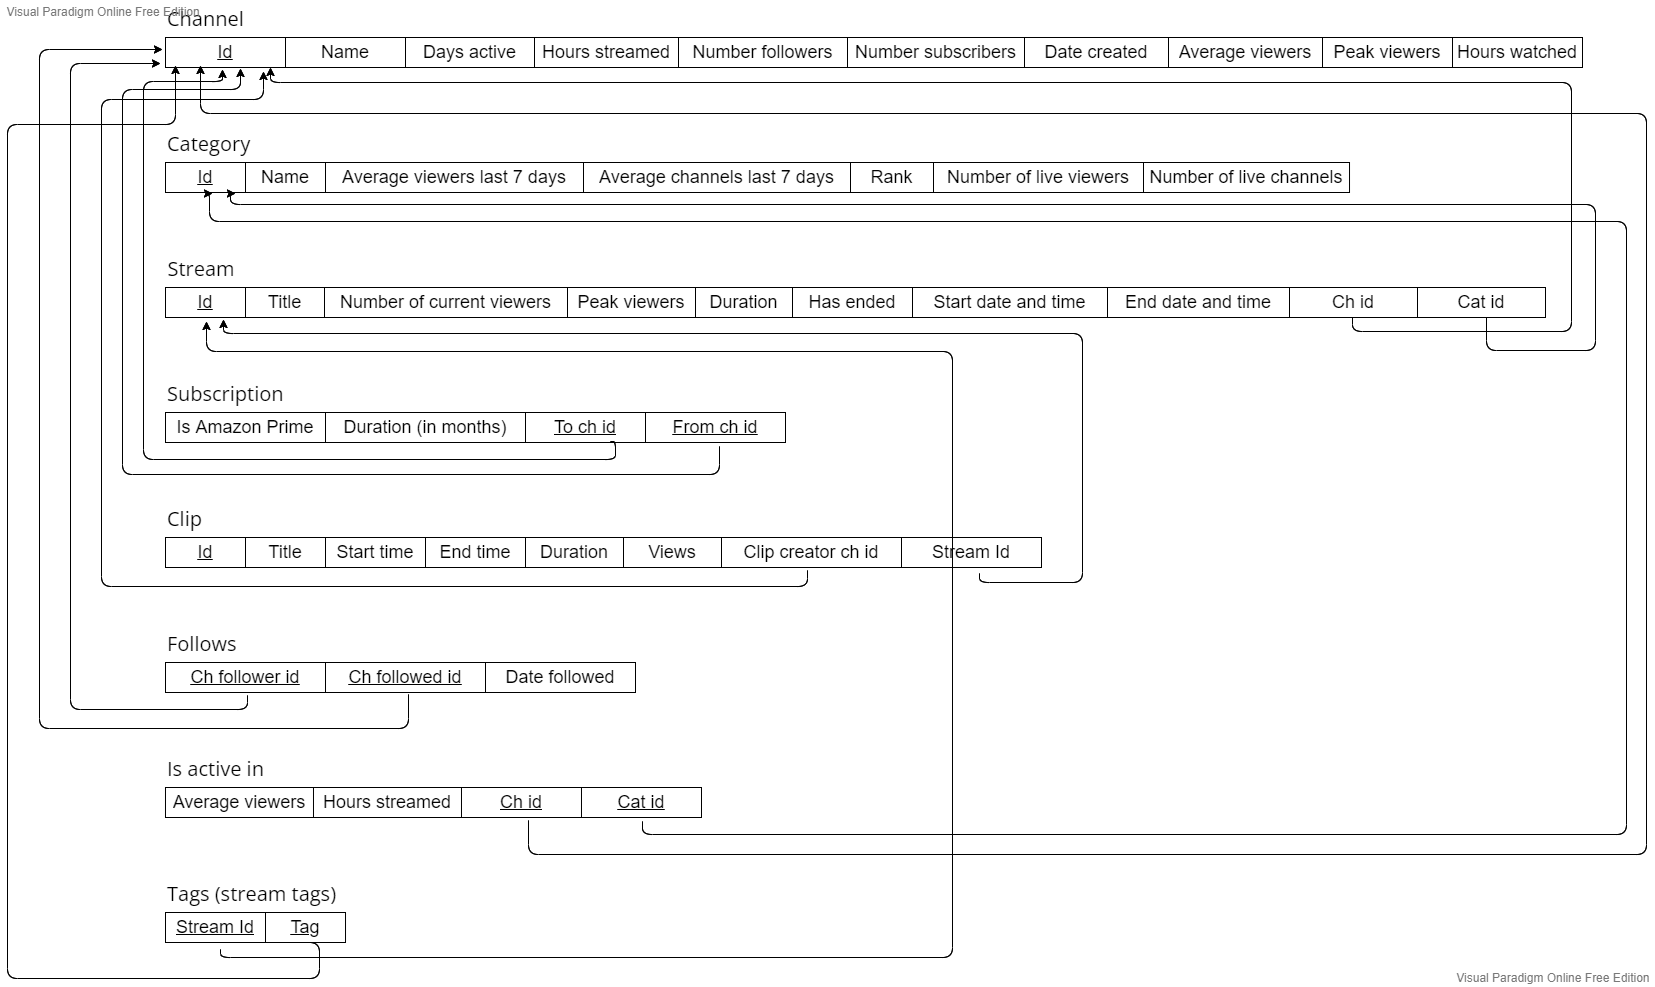 Visual Paradigm Online Free Edition
Channel
Id Name Days active Hours streamed Number followers Number subscribers Date created Average viewers Peak viewers Hours watched
Category
Id Name Average viewers last 7 days Average channels last 7 days Rank Number of live viewers Number of live channels
Stream
Id Title Number of current viewers Peak viewers Duration Has ended Start date and time End date and time Ch id Cat id
Subscription
Is Amazon Prime Duration (in months) To ch id From ch id
Clip
Id Title Start time End time Duration Views Clip creator ch id Stream Id
Follows
Ch follower id Ch followed id Date followed
Is active in
Average viewers Hours streamed Ch id Cat id
Tags (stream tags)
Stream Id Tag
Visual Paradigm Online Free Edition